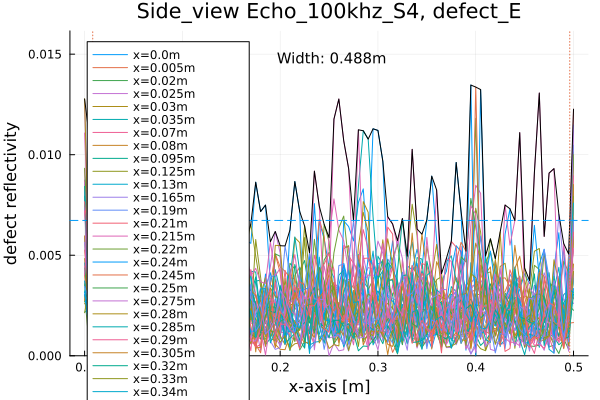 Side_view Echo_100khz_S4, defect_E
Width: 0.488m
defect reflectivity
0.015
0.010
0.005
0.000
x=0.0m
x=0.005m
x=0.02m
x=0.025m
x=0.03m
x=0.035m
x=0.07m
x=0.08m
x=0.095m
x=0.125m
x=0.13m
x=0.165m
x=0.19m
x=0.21m
x=0.215m
x=0.22m
x=0.24m
x=0.245m
x=0.25m
x=0.275m
x=0.28m
x=0.285m
x=0.29m
x=0.305m
x=0.32m
x=0.33m
x=0.34m
0. 0.2 0.3 0.4 0.5
x-axis [m]